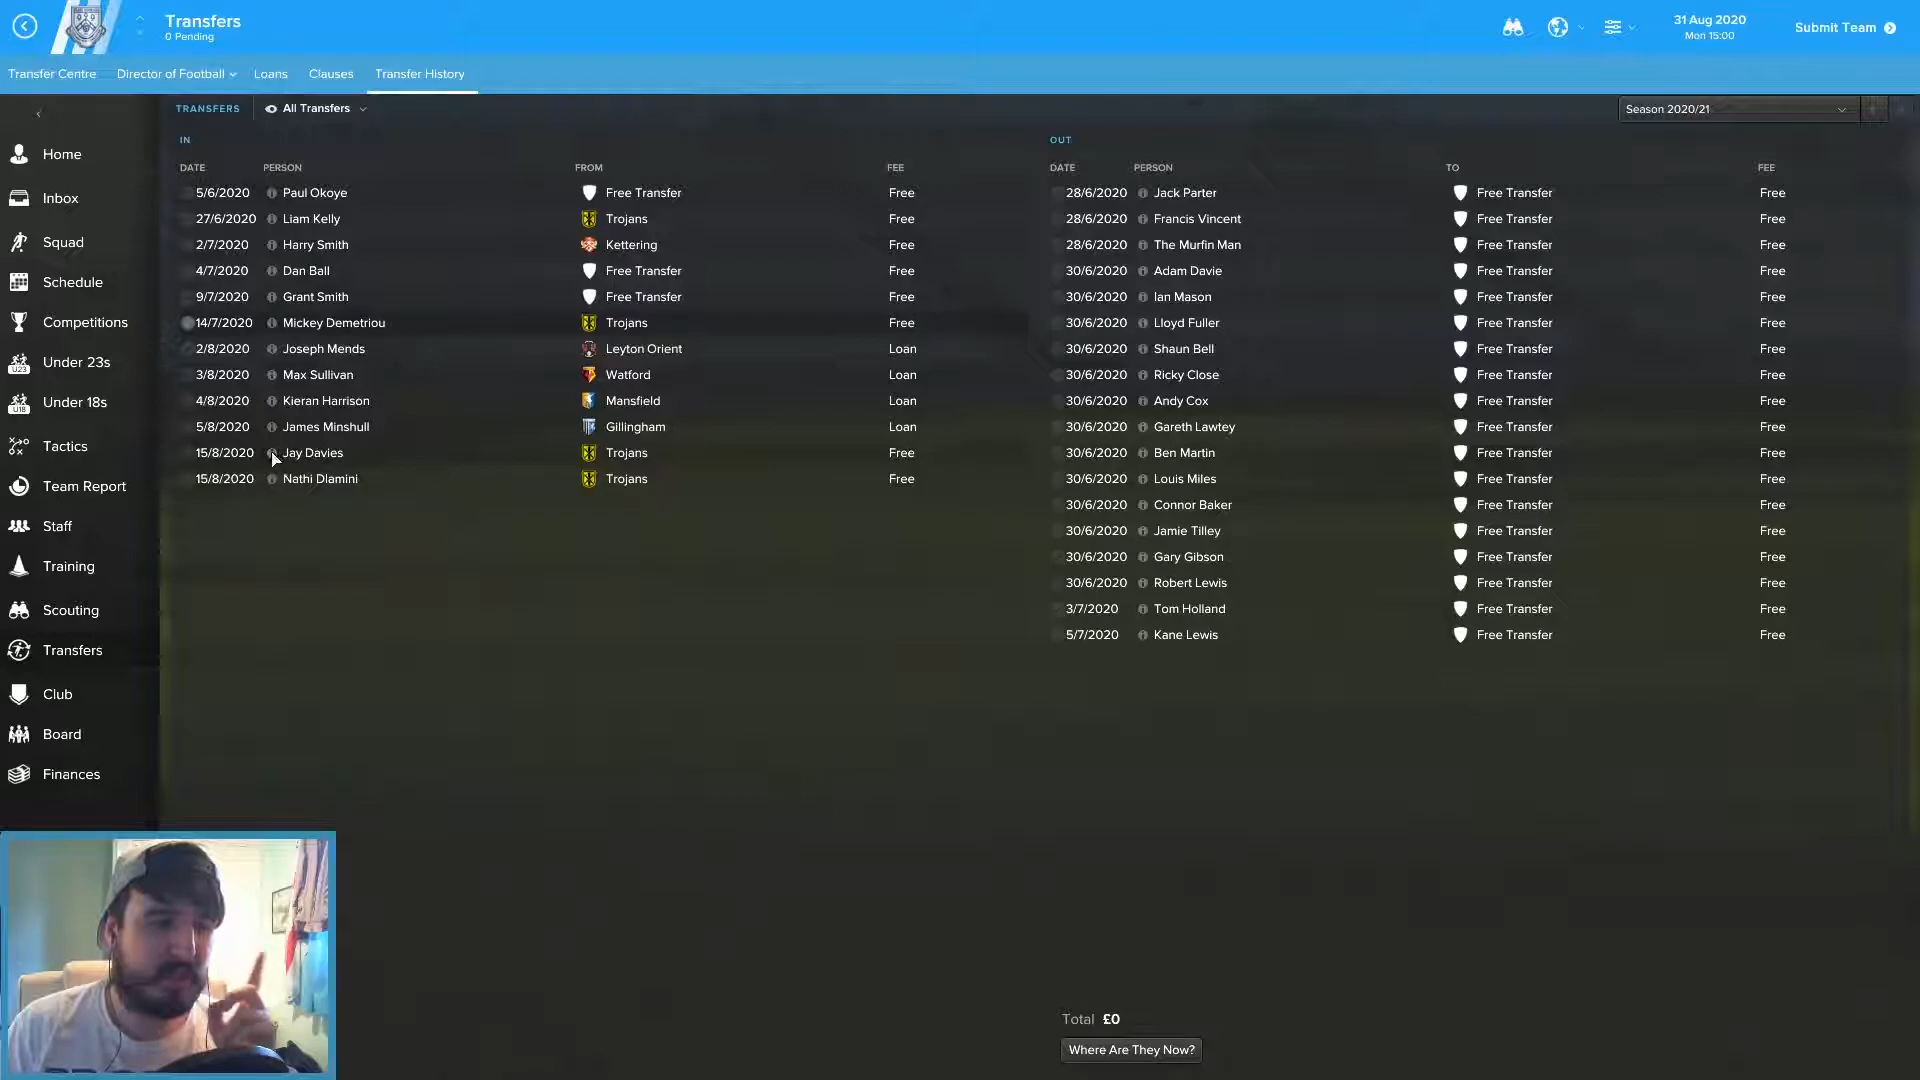 Transfers
0 Pending
31 Aug 2020
Mon 15:00
Submit Team
Transfer Centre Director of Football Loans Clauses Transfer History
TRANSFERS All Transfers Season 2020/21
Home
Inbox
Squad
Schedule
Competitions
Under 23s
U23
Under 18s
U18
Tactics
Team Report
Staff
Training
Scouting
Transfers
Club
Board
Finances
IN
DATE PERSON FROM FEE
5/6/2020 Paul Okoye Free Transfer Free
27/6/2020 Liam Kelly Trojans Free
2/7/2020 Harry Smith Kettering Free
4/7/2020 Dan Ball Free Transfer Free
9/7/2020 Grant Smith Free Transfer Free
14/7/2020 Mickey Demetriou Trojans Free
2/8/2020 Joseph Mends Leyton Orient Loan
3/8/2020 Max Sullivan Watford Loan
4/8/2020 Kieran Harrison Mansfield Loan
5/8/2020 James Minshull Gillingham Loan
15/8/2020 Jay Davies Trojans Free
15/8/2020 Nathi Dlamini Trojans Free
OUT
DATE PERSON TO FEE
28/6/2020 Jack Parter Free Transfer Free
28/6/2020 Francis Vincent Free Transfer Free
28/6/2020 The Murfin Man Free Transfer Free
30/6/2020 Adam Davie Free Transfer Free
30/6/2020 Ian Mason Free Transfer Free
30/6/2020 Lloyd Fuller Free Transfer Free
30/6/2020 Shaun Bell Free Transfer Free
30/6/2020 Ricky Close Free Transfer Free
30/6/2020 Andy Cox Free Transfer Free
30/6/2020 Gareth Lawtey Free Transfer Free
30/6/2020 Ben Martin Free Transfer Free
30/6/2020 Louis Miles Free Transfer Free
30/6/2020 Connor Baker Free Transfer Free
30/6/2020 Jamie Tilley Free Transfer Free
30/6/2020 Gary Gibson Free Transfer Free
30/6/2020 Robert Lewis Free Transfer Free
3/7/2020 Tom Holland Free Transfer Free
5/7/2020 Kane Lewis Free Transfer Free
Total £0
Where Are They Now?